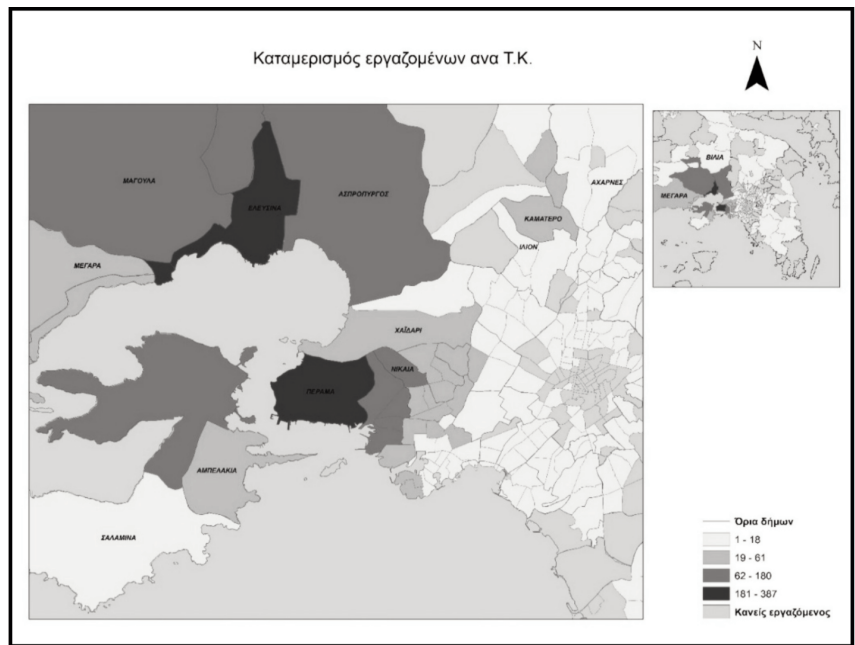 Καταμερισμός εργαζομένων ανα Τ.Κ.
N
ΜΑΓΟΥΛΑ
ΕΛΕΥΣΙΝΑ
ΑΣΠΡΟΠΥΡΓΟΣ
ΑΧΑΡΝΕΣ
ΚΑΜΑΤΕΡΟ
ΙΛΙΟΝ
ΜΕΓΑΡΑ
ΧΑΪΔΑΡΙ
ΝΙΚΑΙΑ
ΠΕΡΑΜΑ
ΑΜΠΕΛΑΚΙΑ
ΣΑΛΑΜΙΝΑ
ΒΙΛΙΑ
ΜΕΓΑΡΑ
Όρια δήμων
1 - 18
19 - 61
62 - 180
181 - 387
Κανείς εργαζόμενος